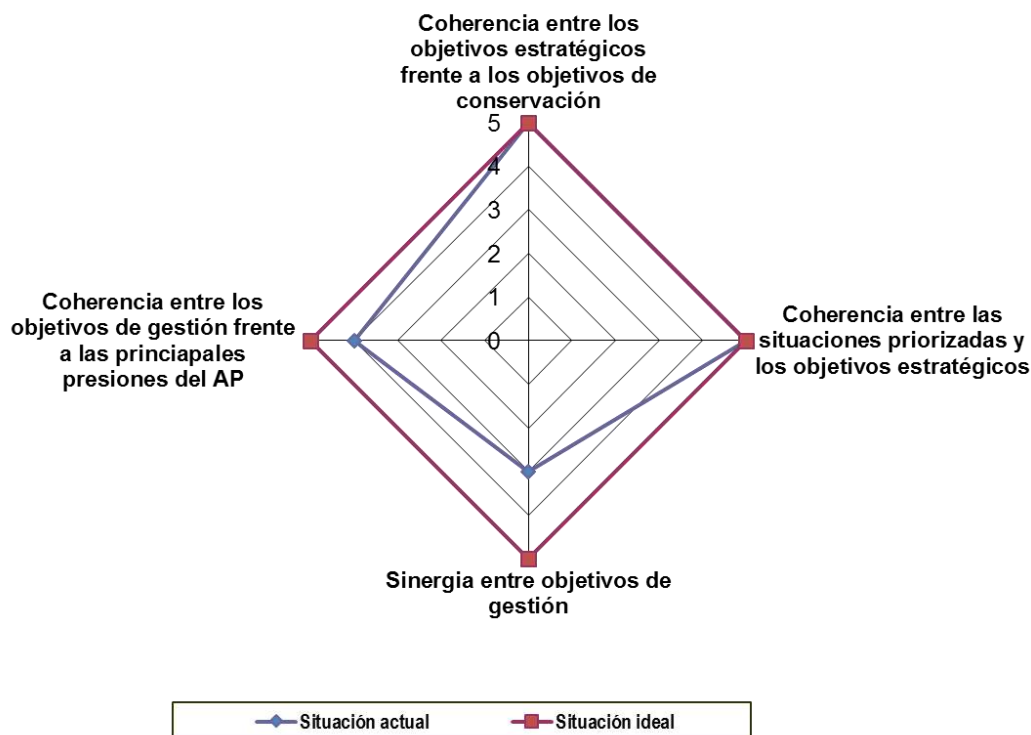 Coherencia entre los
objetivos estratégicos
frente a los objetivos de
conservación
5
4
3
2
1
0
Coherencia entre los
objetivos de gestión frente
a las princiapales
presiones del AP
Coherencia entre las
situaciones priorizadas y
los objetivos estratégicos
Sinergia entre objetivos de
gestión
Situación actual
Situación ideal